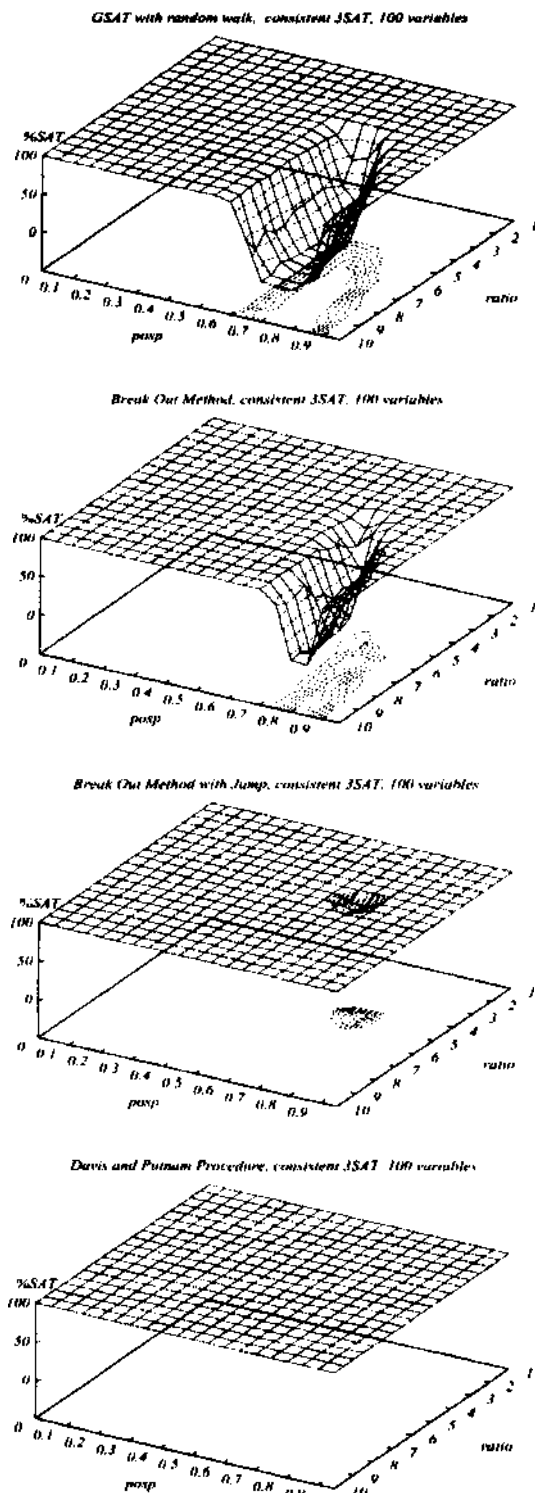 GSAT with random walk, consistent 3SAT, 100 variables
%SAT
100
50
0
0 0.1 0.2 0.3 0.4 0.5 0.6 0.7 0.8 0.9
posp
10 9 8 7 6 5 4 3 2 1
ratio
Break Out Method, consistent 3SAT, 100 variables
%SAT
100
50
0
0 0.1 0.2 0.3 0.4 0.5 0.6 0.7 0.8 0.9
posp
10 9 8 7 6 5 4 3 2 1
ratio
Break Out Method with Jump, consistent 3SAT, 100 variables
%SAT
100
50
0
0 0.1 0.2 0.3 0.4 0.5 0.6 0.7 0.8 0.9
posp
10 9 8 7 6 5 4 3 2 1
ratio
Davis and Putnam Procedure, consistent 3SAT, 100 variables
%SAT
100
50
0
0 0.1 0.2 0.3 0.4 0.5 0.6 0.7 0.8 0.9
posp
10 9 8 7 6 5 4 3 2 1
ratio